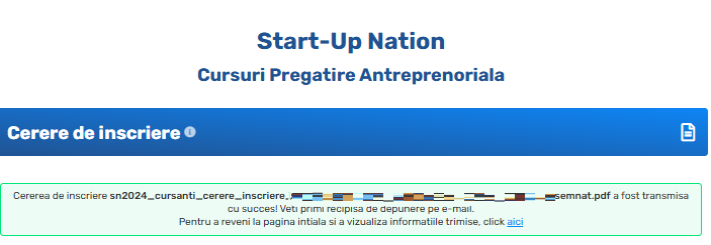 Start-Up Nation
Cursuri Pregatire Antreprenoriala
Cerere de inscriere
Cererea de inscriere sn2024_cursanti_cerere_inscriere_ semnat.pdf a fost transmisa
cu succes! Veti primi recipisa de depunere pe e-mail.
Pentru a reveni la pagina intiala si a vizualiza informatiile trimise, click aici